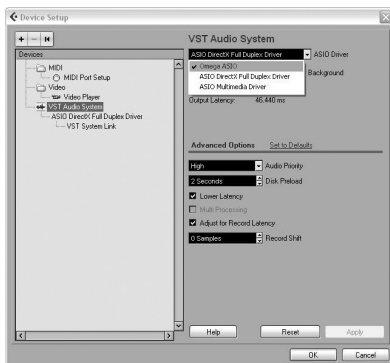 Device Setup
+ - |◄
Devices
MIDI
MIDI Port Setup
Video
Video Player
VST Audio System
ASIO DirectX Full Duplex Driver
VST System Link
VST Audio System
ASIO DirectX Full Duplex Driver ASIO Driver
Omega ASIO
ASIO DirectX Full Duplex Driver
ASIO Multimedia Driver
Background
Output Latency: 46.440 ms
Advanced Options Set to Defaults
High Audio Priority
2 Seconds Disk Preload
Lower Latency
Multi Processing
Adjust for Record Latency
0 Samples Record Shift
Help Reset Apply
OK Cancel